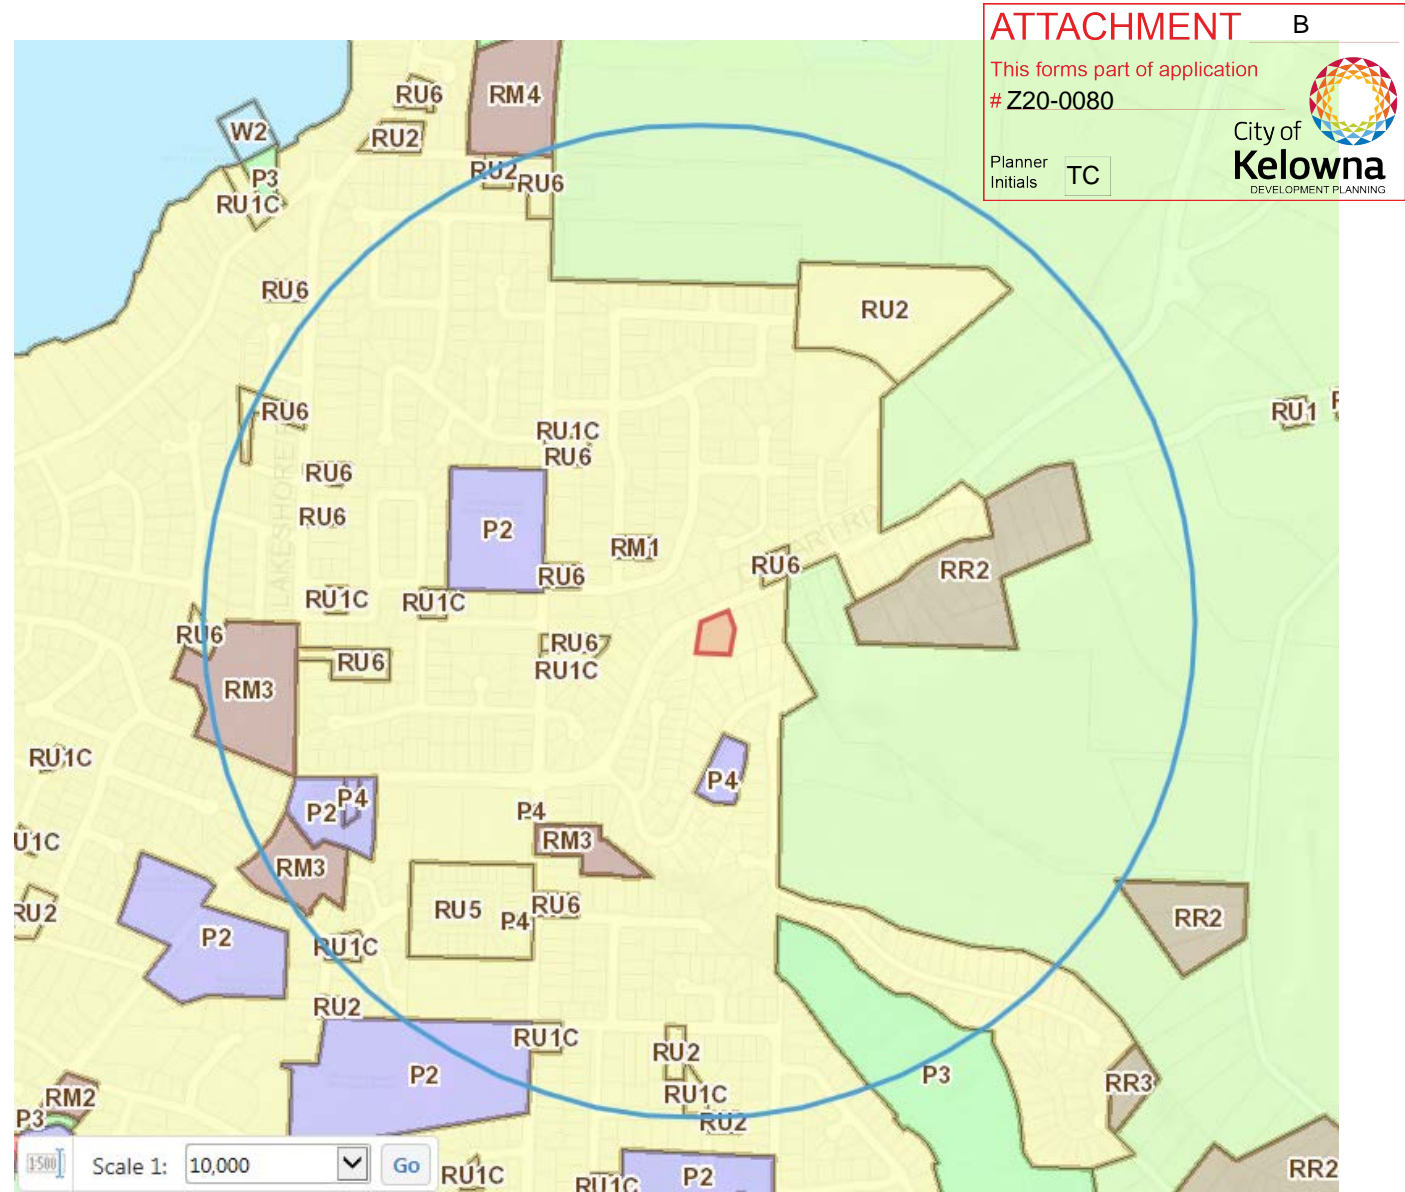 ATTACHMENT B
This forms part of application
# Z20-0080
City of
Kelowna
DEVELOPMENT PLANNING
Planner
Initials TC
RU6
RM4
W2
RU2
P3
RU2
RU6
RU1C
RU6
RU2
RU6
RU1
RU1C
RU6
RU6
RU6
P2
RM1
RU6
RU6
RR2
RU1C
RU1C
LAKESHORE
RU6
RU6
RU1C
RU6
RM3
RU1C
P4
P4
P2
P4
RM3
U1C
RM3
RU2
RU5
P4
RU6
RR2
P2
RU1C
RU2
RU1C
RU2
P2
P3
RU1C
RR3
RM2
P3
RU2
1:500
Scale 1: 10,000
Go
RU1C
RU1C
P2
RR2